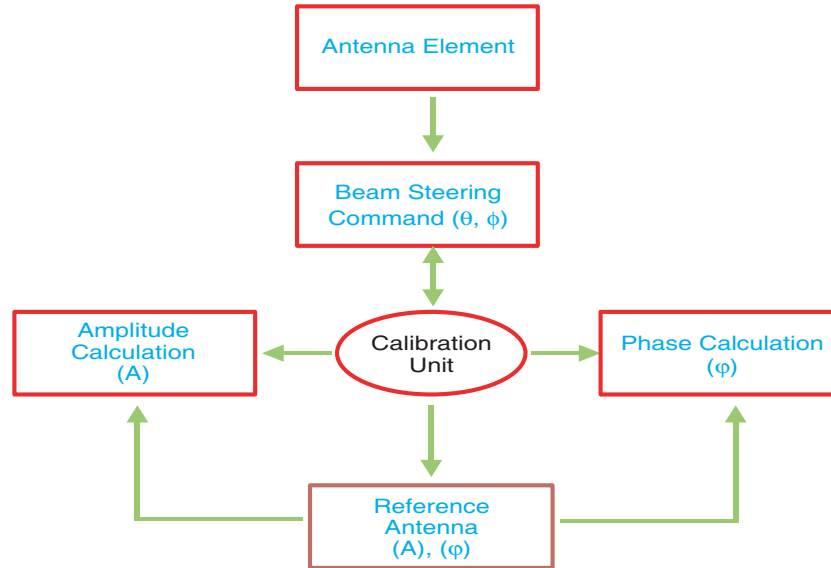 Antenna Element
Beam Steering
Command (θ, ϕ)
Amplitude
Calculation
(A)
Calibration
Unit
Phase Calculation
(φ)
Reference
Antenna
(A), (φ)